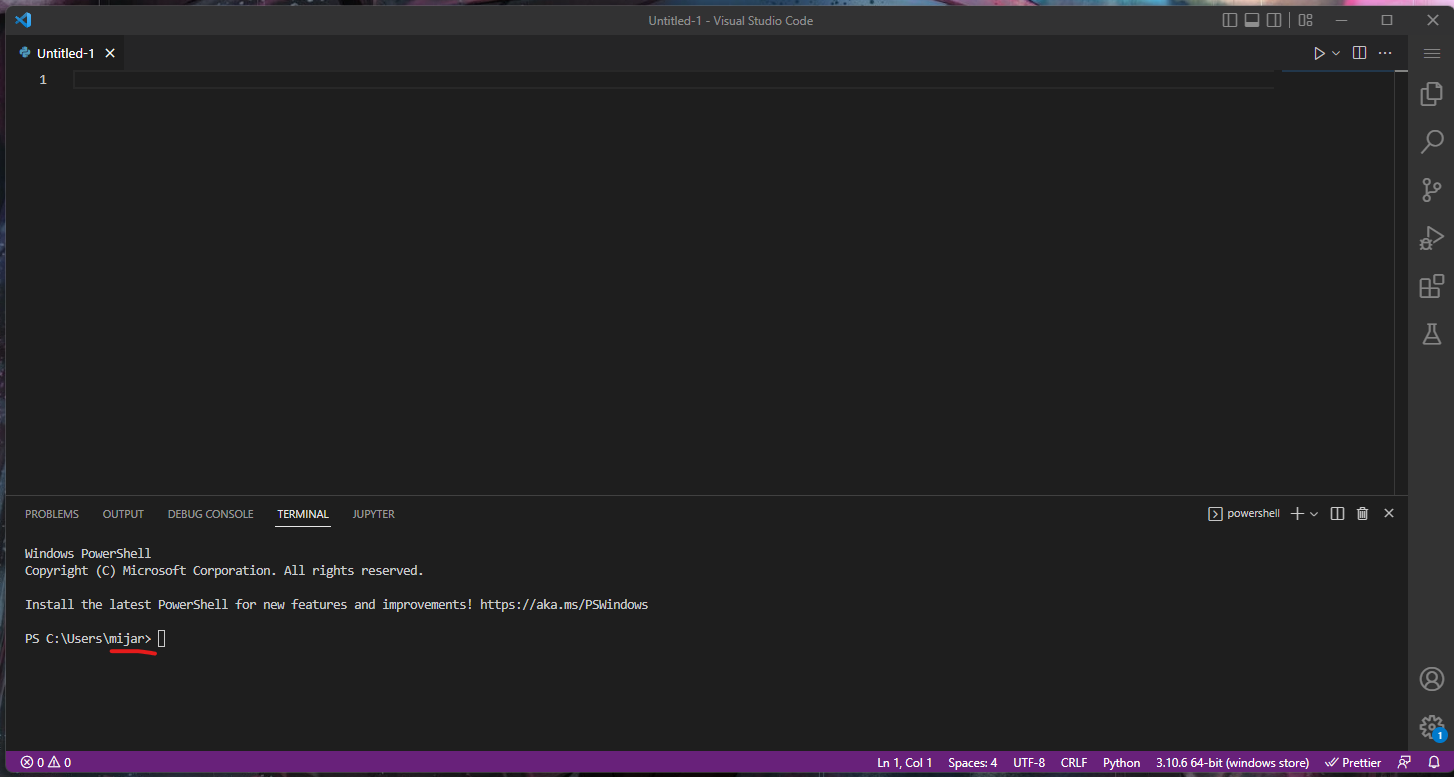 Untitled-1 - Visual Studio Code
Untitled-1
1
PROBLEMS OUTPUT DEBUG CONSOLE TERMINAL JUPYTER powershell
Windows PowerShell
Copyright (C) Microsoft Corporation. All rights reserved.
Install the latest PowerShell for new features and improvements! https://aka.ms/PSWindows
PS C:\Users\mijar>
1
0 0 Ln 1, Col 1 Spaces: 4 UTF-8 CRLF Python 3.10.6 64-bit (windows store) Prettier